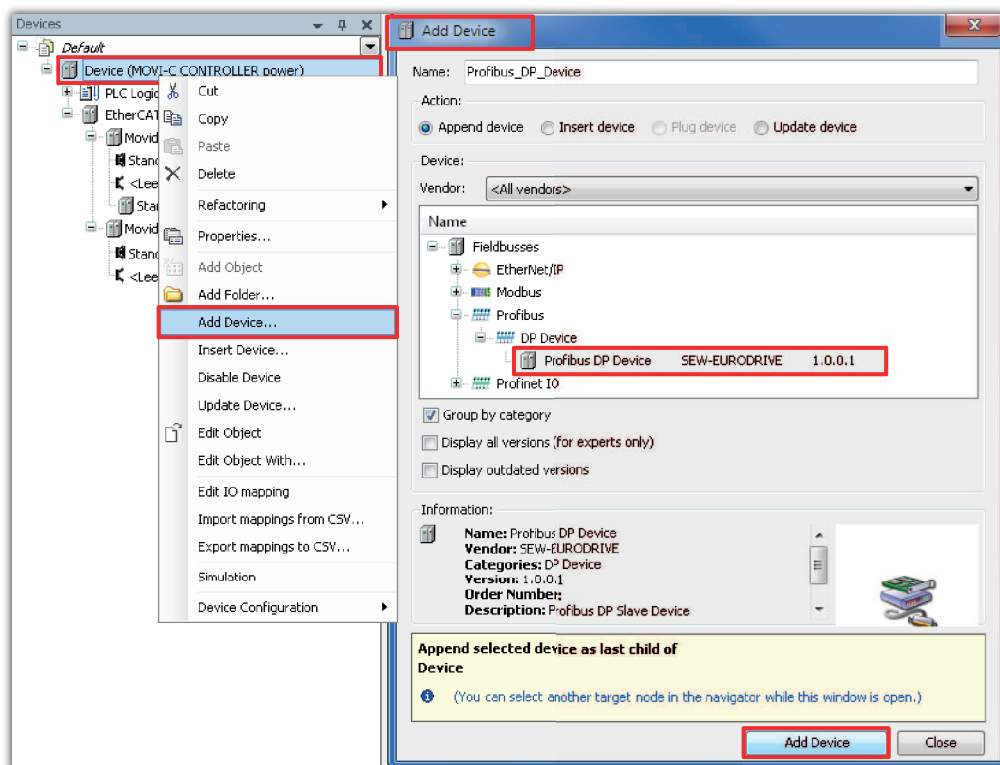 Devices
Default
Device (MOVI-C CONTROLLER power)
PLC Logic
EtherCAT
Movid
Stand
<Lee
Star
Movid
Stand
<Lee
Cut
Copy
Paste
Delete
Refactoring
Properties...
Add Object
Add Folder...
Add Device...
Insert Device...
Disable Device
Update Device...
Edit Object
Edit Object With...
Edit IO mapping
Import mappings from CSV...
Export mappings to CSV...
Simulation
Device Configuration
Add Device
Name: Profibus_DP_Device
Action:
Append device Insert device Plug device Update device
Device:
Vendor: <All vendors>
Name
Fieldbusses
EtherNet/IP
Modbus
Profibus
DP Device
Profibus DP Device SEW-EURODRIVE 1.0.0.1
Profinet IO
Group by category
Display all versions (for experts only)
Display outdated versions
Information:
Name: Profibus DP Device
Vendor: SEW-EURODRIVE
Categories: DP Device
Version: 1.0.0.1
Order Number:
Description: Profibus DP Slave Device
Append selected device as last child of
Device
(You can select another target node in the navigator while this window is open.)
Add Device Close